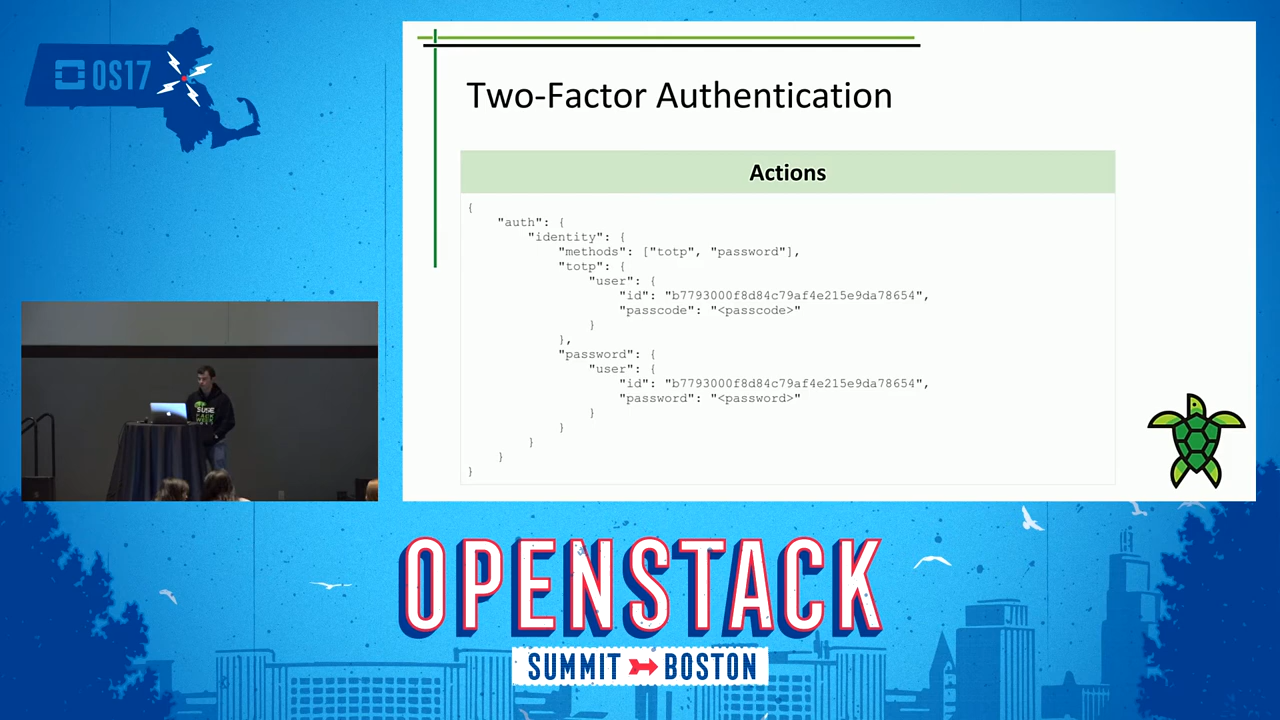 OS17
Two-Factor Authentication
Actions
{
"auth": {
"identity": {
"methods": ["totp", "password"],
"totp": {
"user": {
"id": "b7793000f8d84c79af4e215e9da78654",
"passcode": "<passcode>"
}
},
"password": {
"user": {
"id": "b7793000f8d84c79af4e215e9da78654",
"password": "<password>"
}
}
}
}
}
SUSE
OPENSTACK
SUMMIT BOSTON